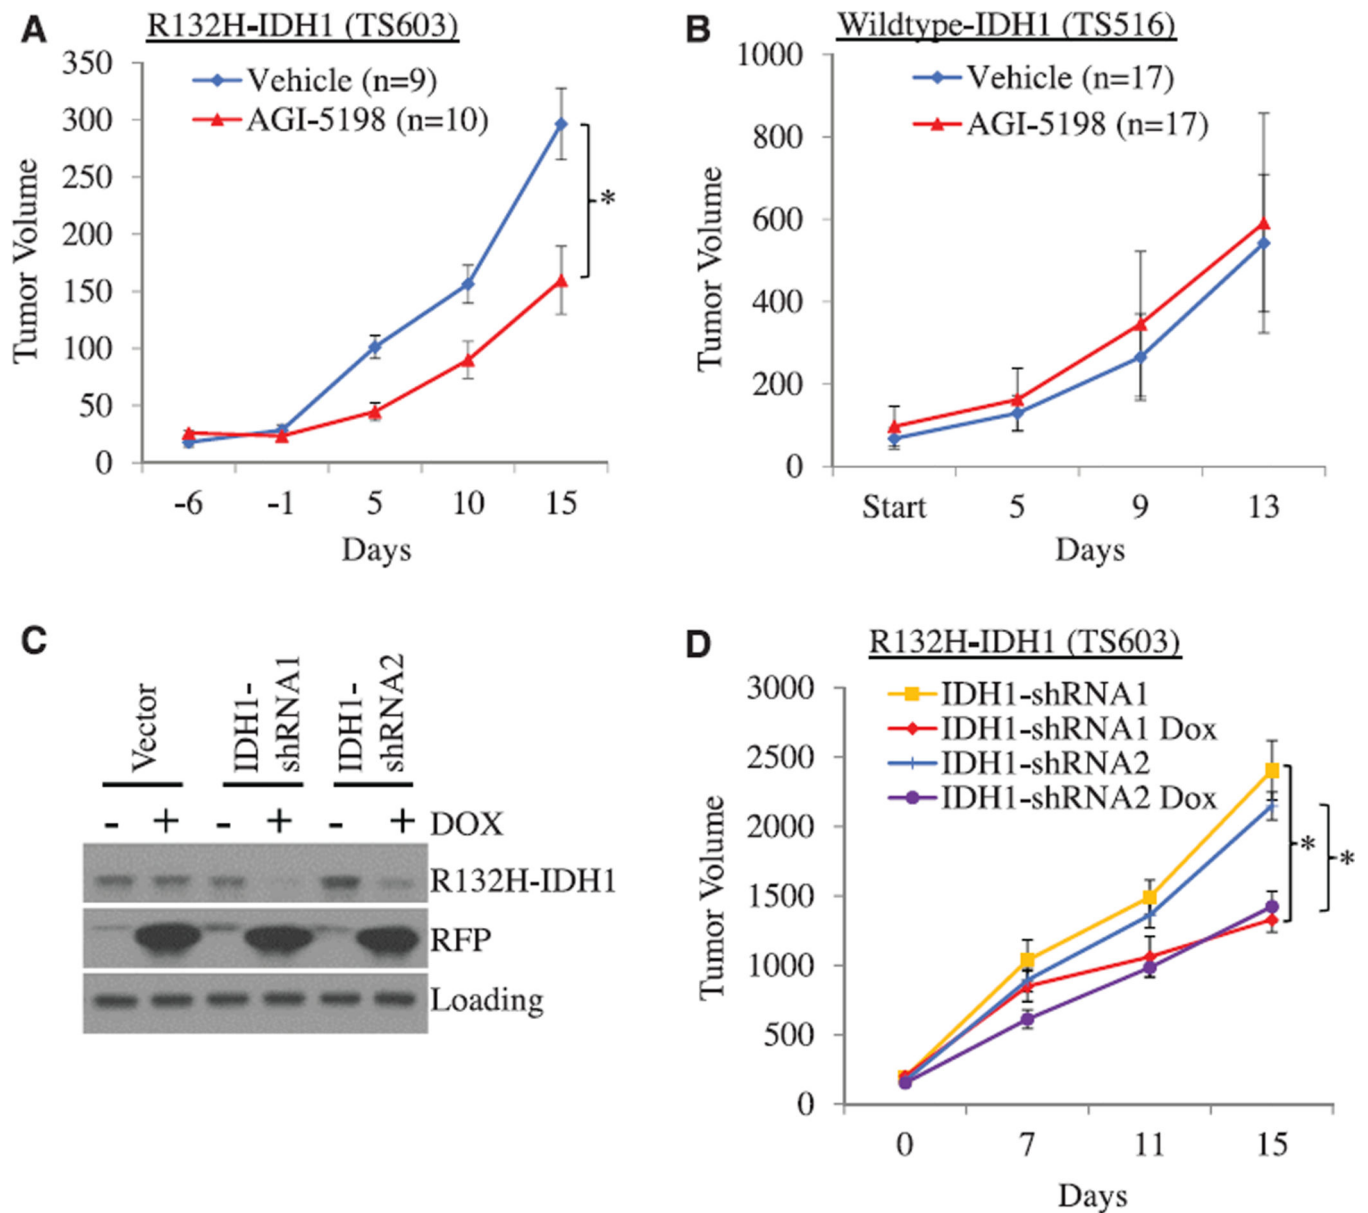 A
R132H-IDH1 (TS603)
350
300
250
200
150
100
50
0
Tumor Volume
Vehicle (n=9)
AGI-5198 (n=10)
*
-6 -1 5 10 15
Days
B
Wildtype-IDH1 (TS516)
1000
800
600
400
200
0
Tumor Volume
Vehicle (n=17)
AGI-5198 (n=17)
Start 5 9 13
Days
C
Vector
IDH1-
shRNA1
IDH1-
shRNA2
- + - + - + DOX
R132H-IDH1
RFP
Loading
D
R132H-IDH1 (TS603)
3000
2500
2000
1500
1000
500
0
Tumor Volume
IDH1-shRNA1
IDH1-shRNA1 Dox
IDH1-shRNA2
IDH1-shRNA2 Dox
*
*
0 7 11 15
Days